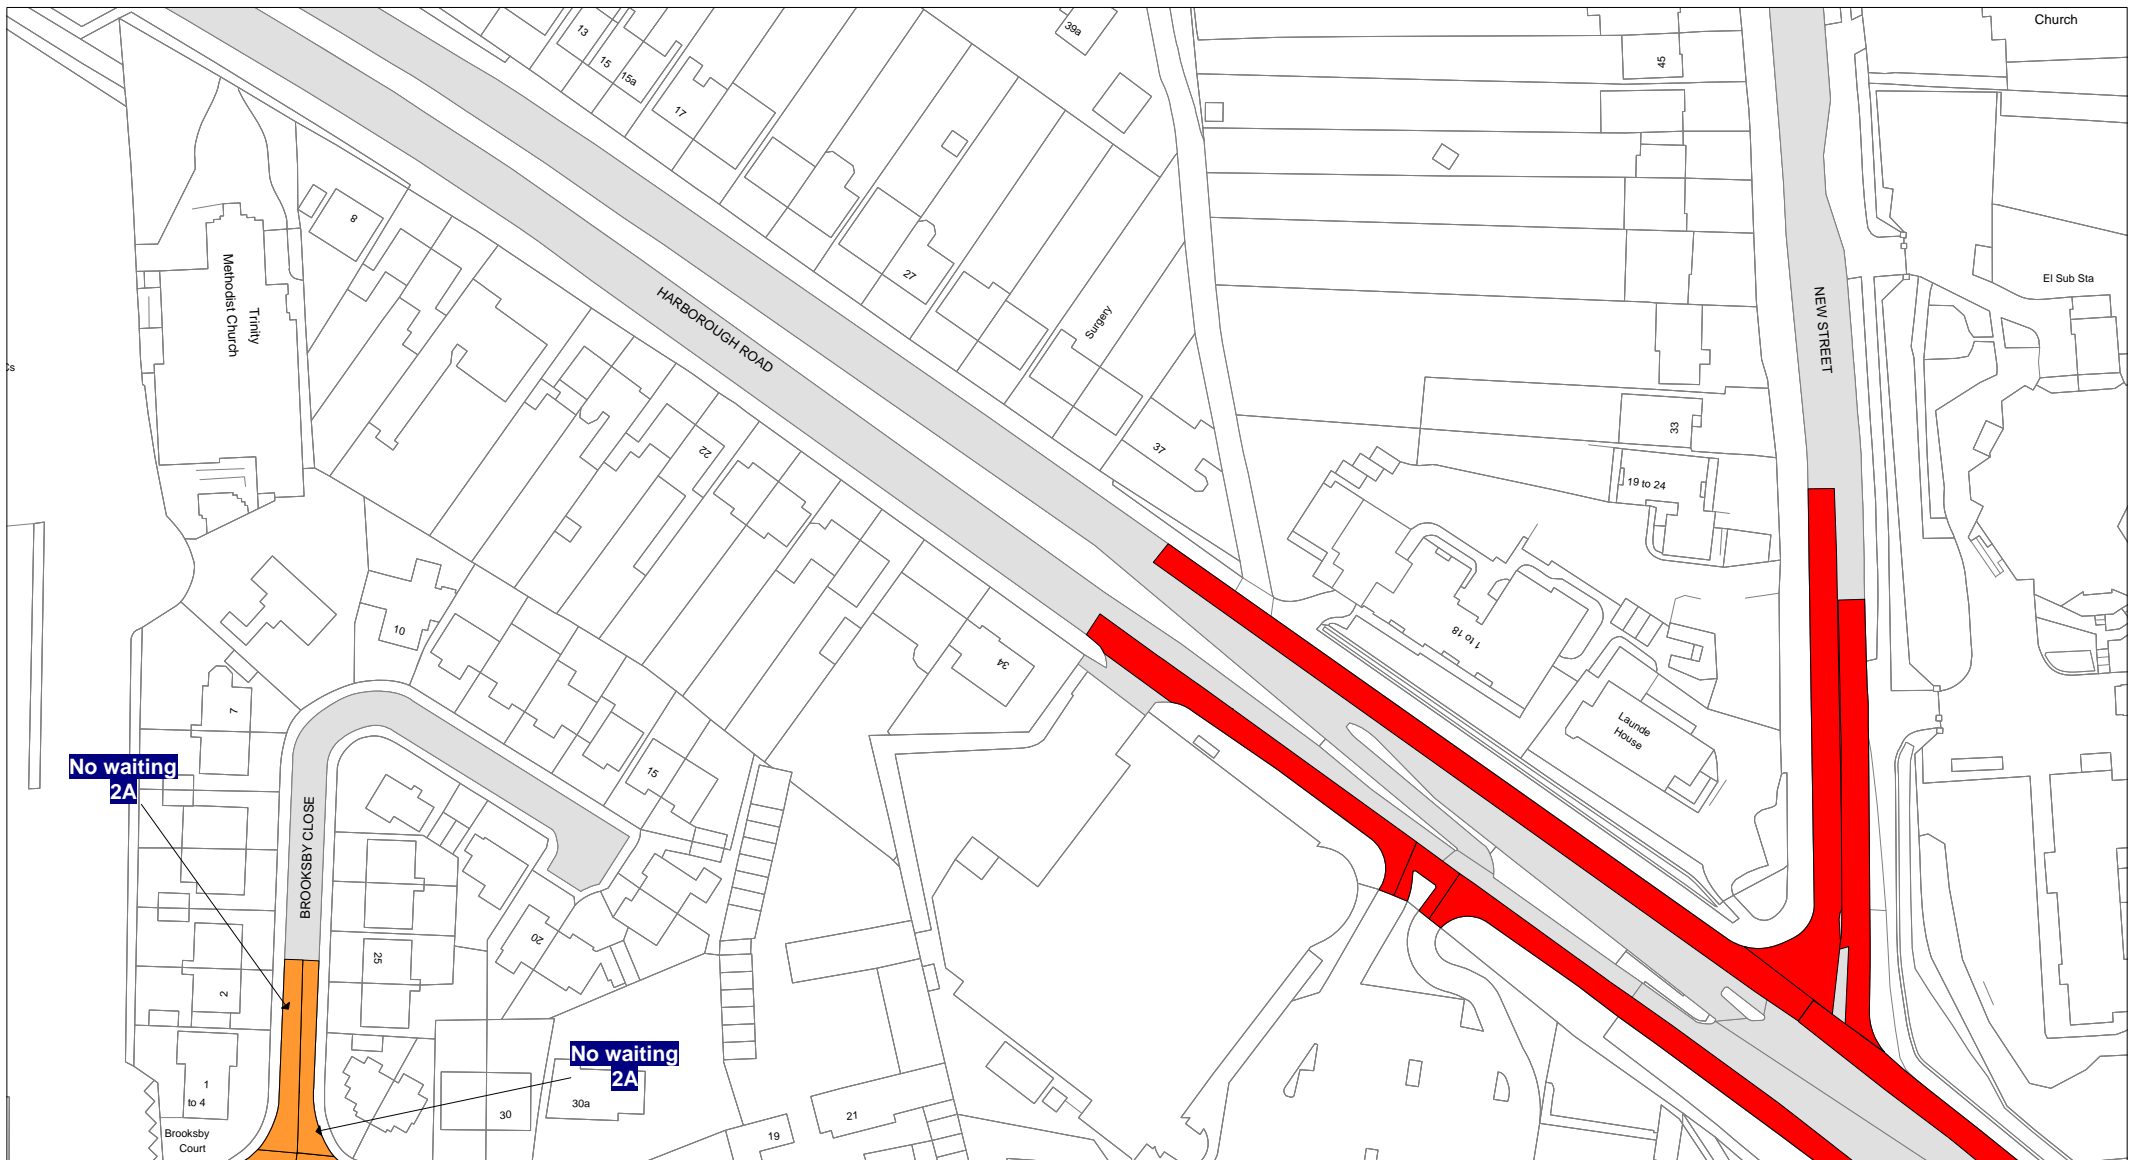 Church
39a
13
15
15a
17
45
8
El Sub Sta
27
Trinity
Methodist Church
HARBOROUGH ROAD
NEW STREET
Surgery
33
37
22
19 to 24
10
1 to 18
34
7
Launde
House
No waiting
2A
15
BROOKSBY CLOSE
20
25
2
No waiting
2A
1
to 4
30
30a
21
19
Brooksby
Court